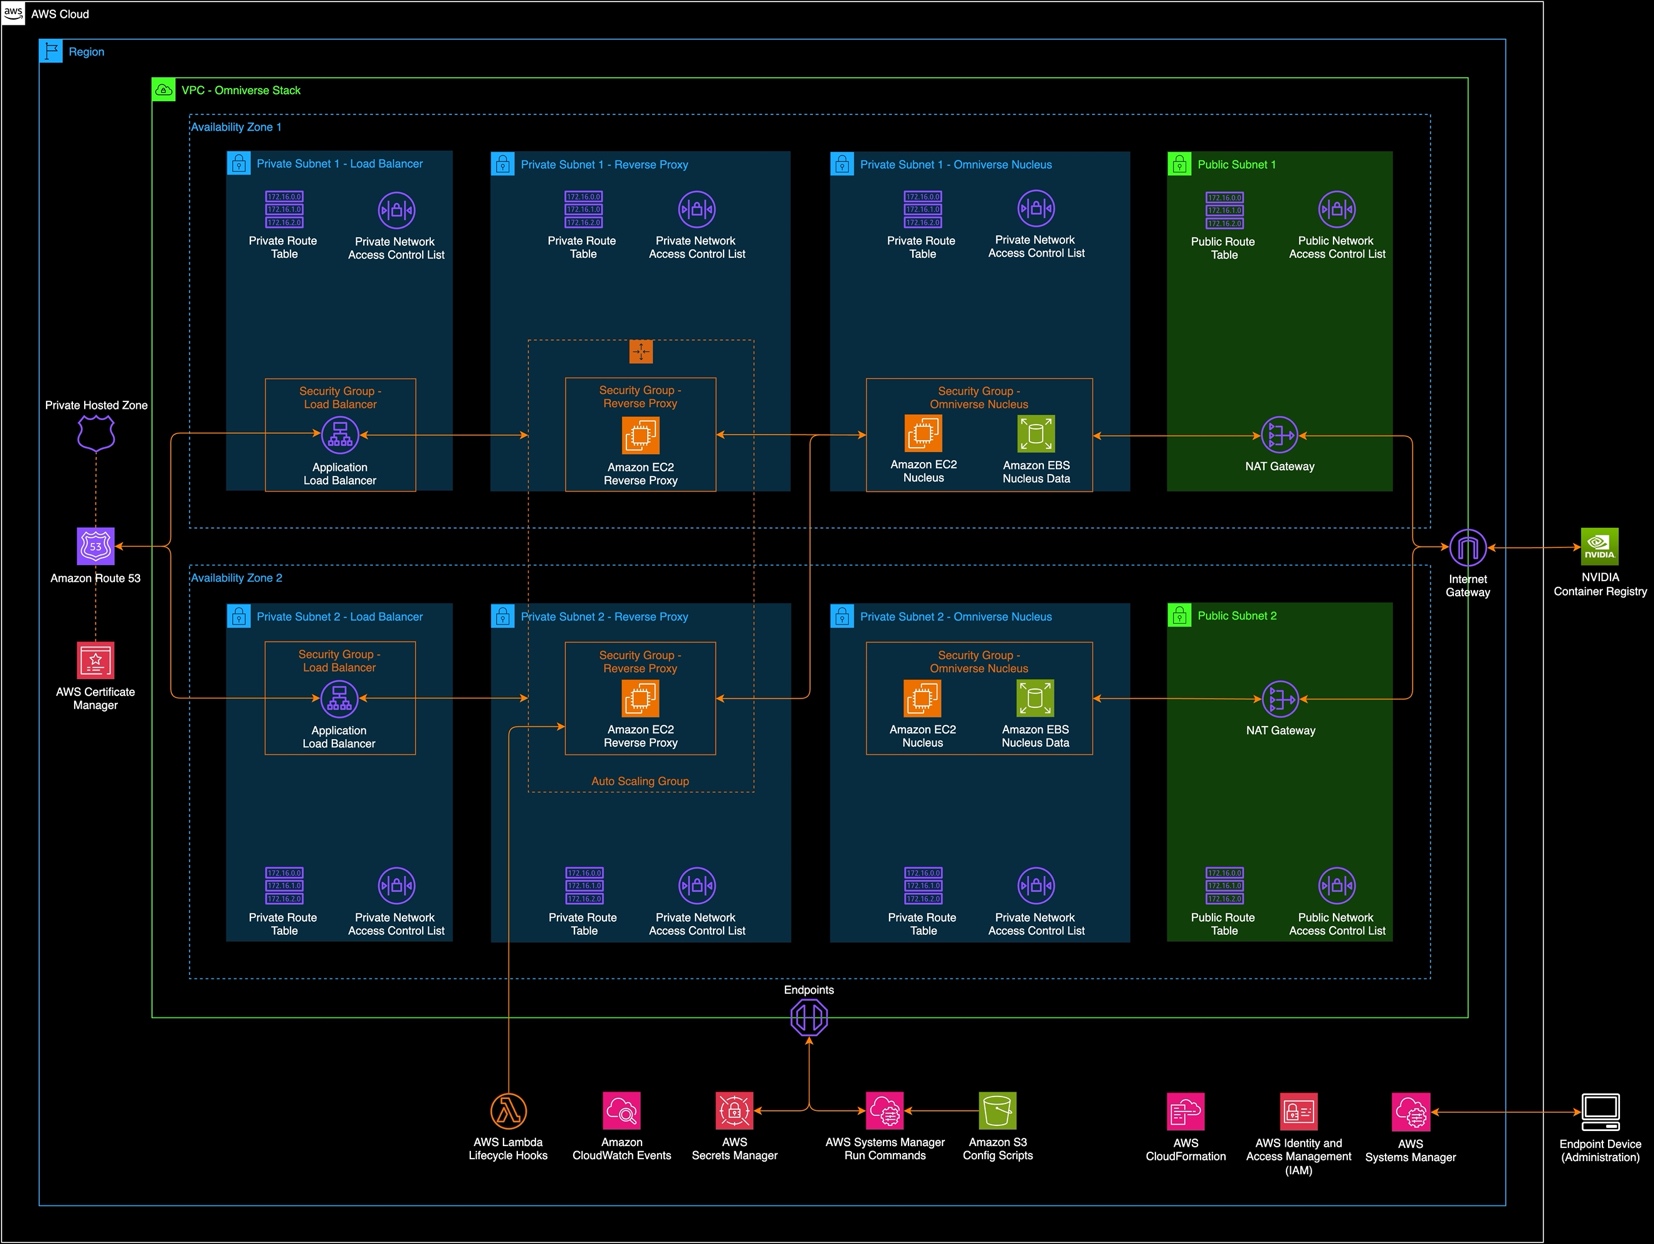 aws
AWS Cloud
Region
VPC - Omniverse Stack
Availability Zone 1
Private Subnet 1 - Load Balancer
172.16.0.0
172.16.1.0
172.16.2.0
Private Route
Table
Private Network
Access Control List
Security Group -
Load Balancer
Application
Load Balancer
Private Subnet 1 - Reverse Proxy
172.16.0.0
172.16.1.0
172.16.2.0
Private Route
Table
Private Network
Access Control List
Security Group -
Reverse Proxy
Amazon EC2
Reverse Proxy
Private Subnet 1 - Omniverse Nucleus
172.16.0.0
172.16.1.0
172.16.2.0
Private Route
Table
Private Network
Access Control List
Security Group -
Omniverse Nucleus
Amazon EC2
Nucleus
Amazon EBS
Nucleus Data
Public Subnet 1
172.16.0.0
172.16.1.0
172.16.2.0
Public Route
Table
Public Network
Access Control List
NAT Gateway
Private Hosted Zone
53
Amazon Route 53
AWS Certificate
Manager
Internet
Gateway
NVIDIA
NVIDIA
Container Registry
Availability Zone 2
Private Subnet 2 - Load Balancer
Security Group -
Load Balancer
Application
Load Balancer
172.16.0.0
172.16.1.0
172.16.2.0
Private Route
Table
Private Network
Access Control List
Private Subnet 2 - Reverse Proxy
Security Group -
Reverse Proxy
Amazon EC2
Reverse Proxy
Auto Scaling Group
172.16.0.0
172.16.1.0
172.16.2.0
Private Route
Table
Private Network
Access Control List
Private Subnet 2 - Omniverse Nucleus
Security Group -
Omniverse Nucleus
Amazon EC2
Nucleus
Amazon EBS
Nucleus Data
172.16.0.0
172.16.1.0
172.16.2.0
Private Route
Table
Private Network
Access Control List
Public Subnet 2
NAT Gateway
172.16.0.0
172.16.1.0
172.16.2.0
Public Route
Table
Public Network
Access Control List
Endpoints
AWS Lambda
Lifecycle Hooks
Amazon
CloudWatch Events
AWS
Secrets Manager
AWS Systems Manager
Run Commands
Amazon S3
Config Scripts
AWS
CloudFormation
AWS Identity and
Access Management
(IAM)
AWS
Systems Manager
Endpoint Device
(Administration)